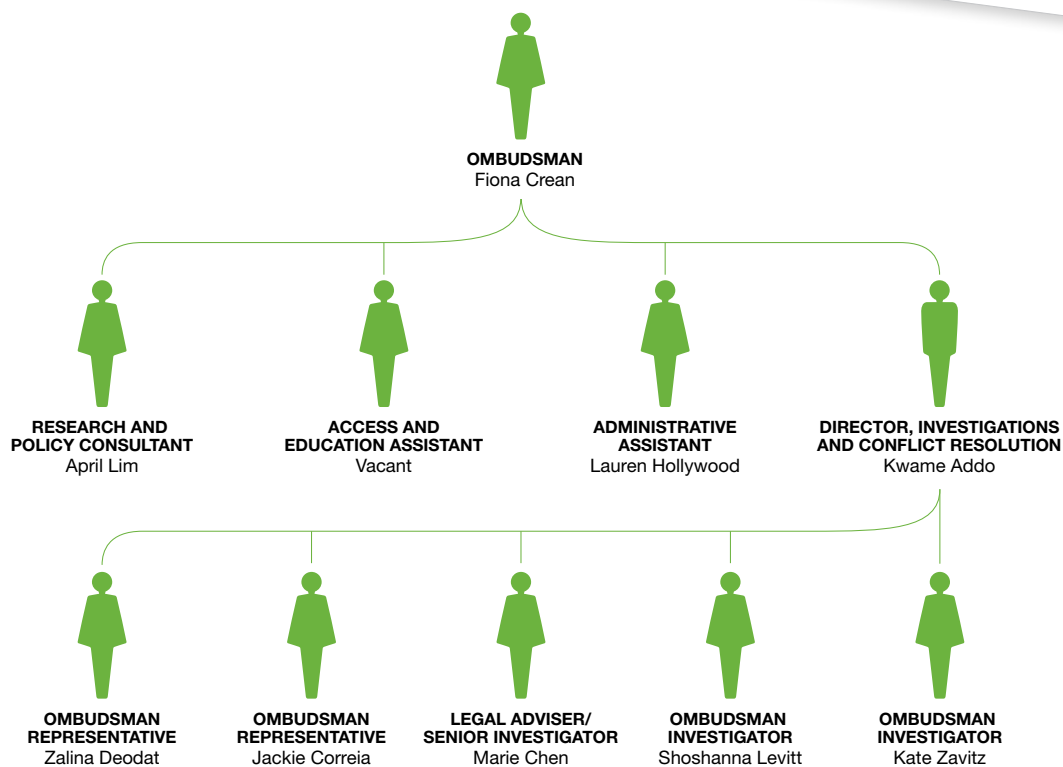 OMBUDSMAN
Fiona Crean
RESEARCH AND
POLICY CONSULTANT
April Lim
ACCESS AND
EDUCATION ASSISTANT
Vacant
ADMINISTRATIVE
ASSISTANT
Lauren Hollywood
DIRECTOR, INVESTIGATIONS
AND CONFLICT RESOLUTION
Kwame Addo
OMBUDSMAN
REPRESENTATIVE
Zalina Deodat
OMBUDSMAN
REPRESENTATIVE
Jackie Correia
LEGAL ADVISER/
SENIOR INVESTIGATOR
Marie Chen
OMBUDSMAN
INVESTIGATOR
Shoshanna Levitt
OMBUDSMAN
INVESTIGATOR
Kate Zavitz